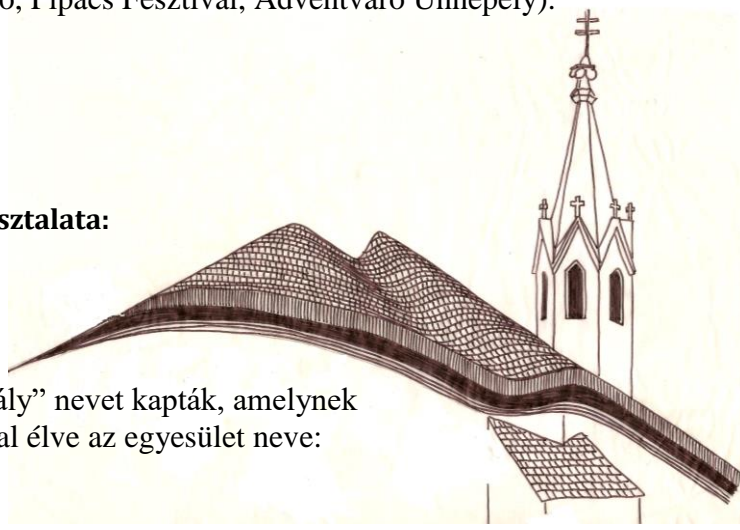 ó, Pipacs Fesztivál, Adventváró Ünnepély).
sztalata:
ály” nevet kapták, amelynek
al élve az egyesület neve: